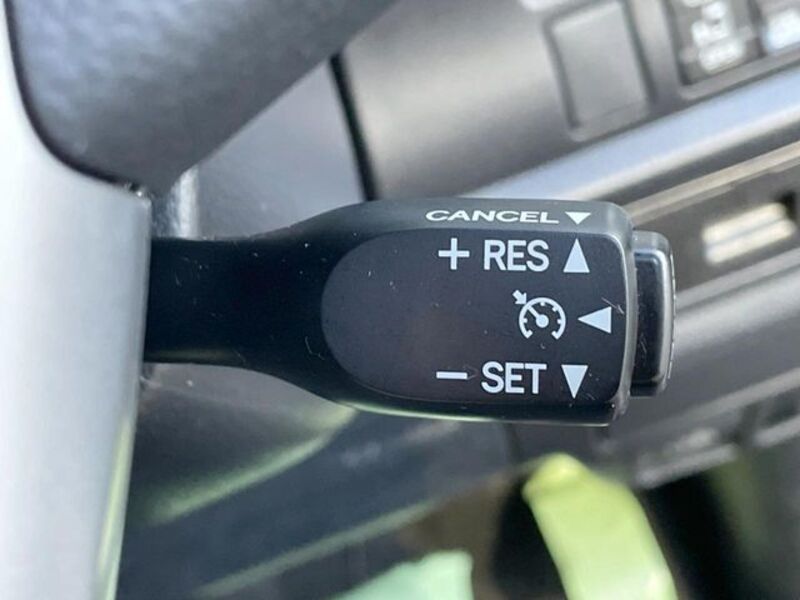 CANCEL▼
+ RES ▲
◀
− SET ▼